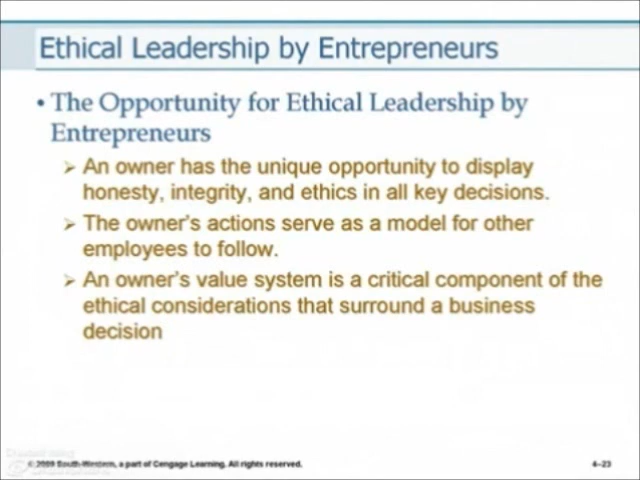 Ethical Leadership by Entrepreneurs
• The Opportunity for Ethical Leadership by
Entrepreneurs
➢ An owner has the unique opportunity to display
honesty, integrity, and ethics in all key decisions.
➢ The owner's actions serve as a model for other
employees to follow.
➢ An owner's value system is a critical component of the
ethical considerations that surround a business
decision
© 2009 South-Western, a part of Cengage Learning. All rights reserved.
4–23